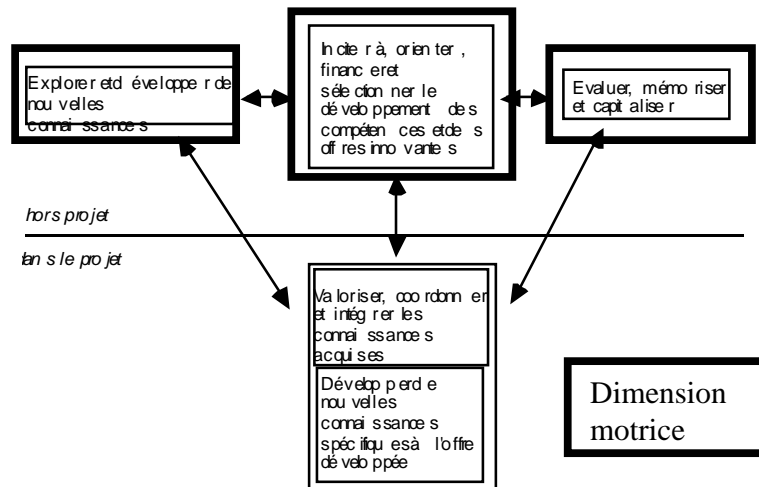 Explorer et développer de
nouvelles
connaissances
Inciter à, orienter,
financer et
sélectionner le
développement des
compétences et des
offres innovantes
Evaluer, mémoriser
et capitaliser
hors projet
dans le projet
Valoriser, coordonner
et intégrer les
connaissances
acquises
Développer de
nouvelles
connaissances
spécifiques à l'offre
développée
Dimension
motrice